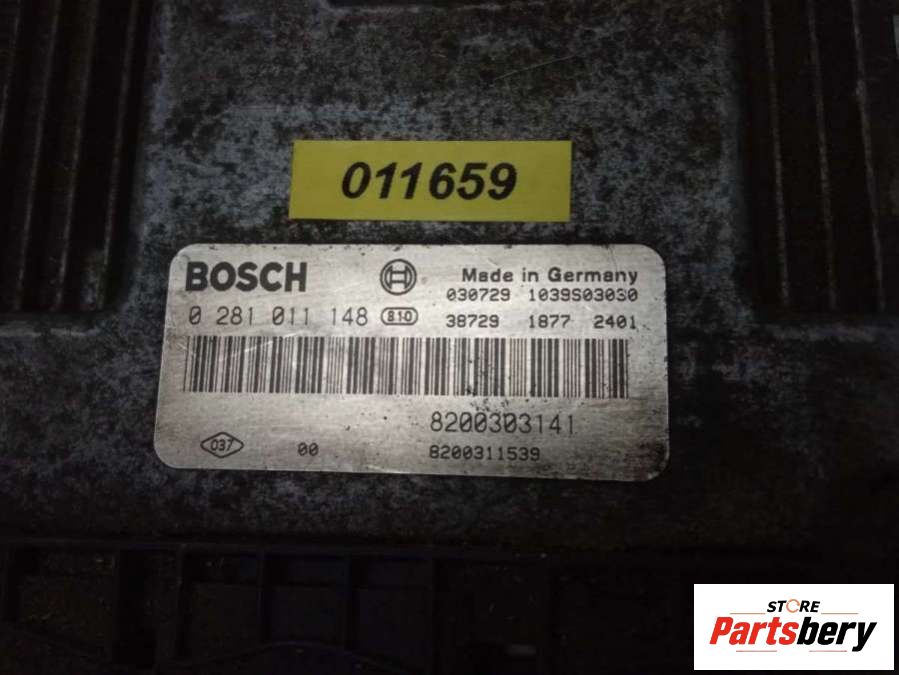 011659
BOSCH
Made in Germany
030729 1039S03030
0 281 011 148 810
38729 1877 2401
8200303141
037 00 8200311539
STORE
Partsbery